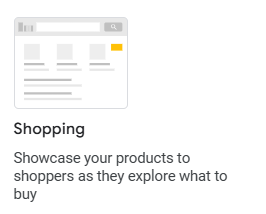 Shopping
Showcase your products to
shoppers as they explore what to
buy